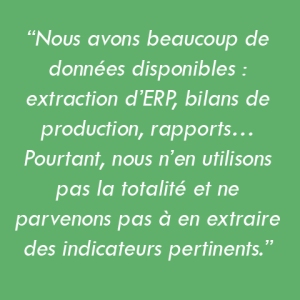 “Nous avons beaucoup de
données disponibles :
extraction d’ERP, bilans de
production, rapports…
Pourtant, nous n’en utilisons
pas la totalité et ne
parvenons pas à en extraire
des indicateurs pertinents.”